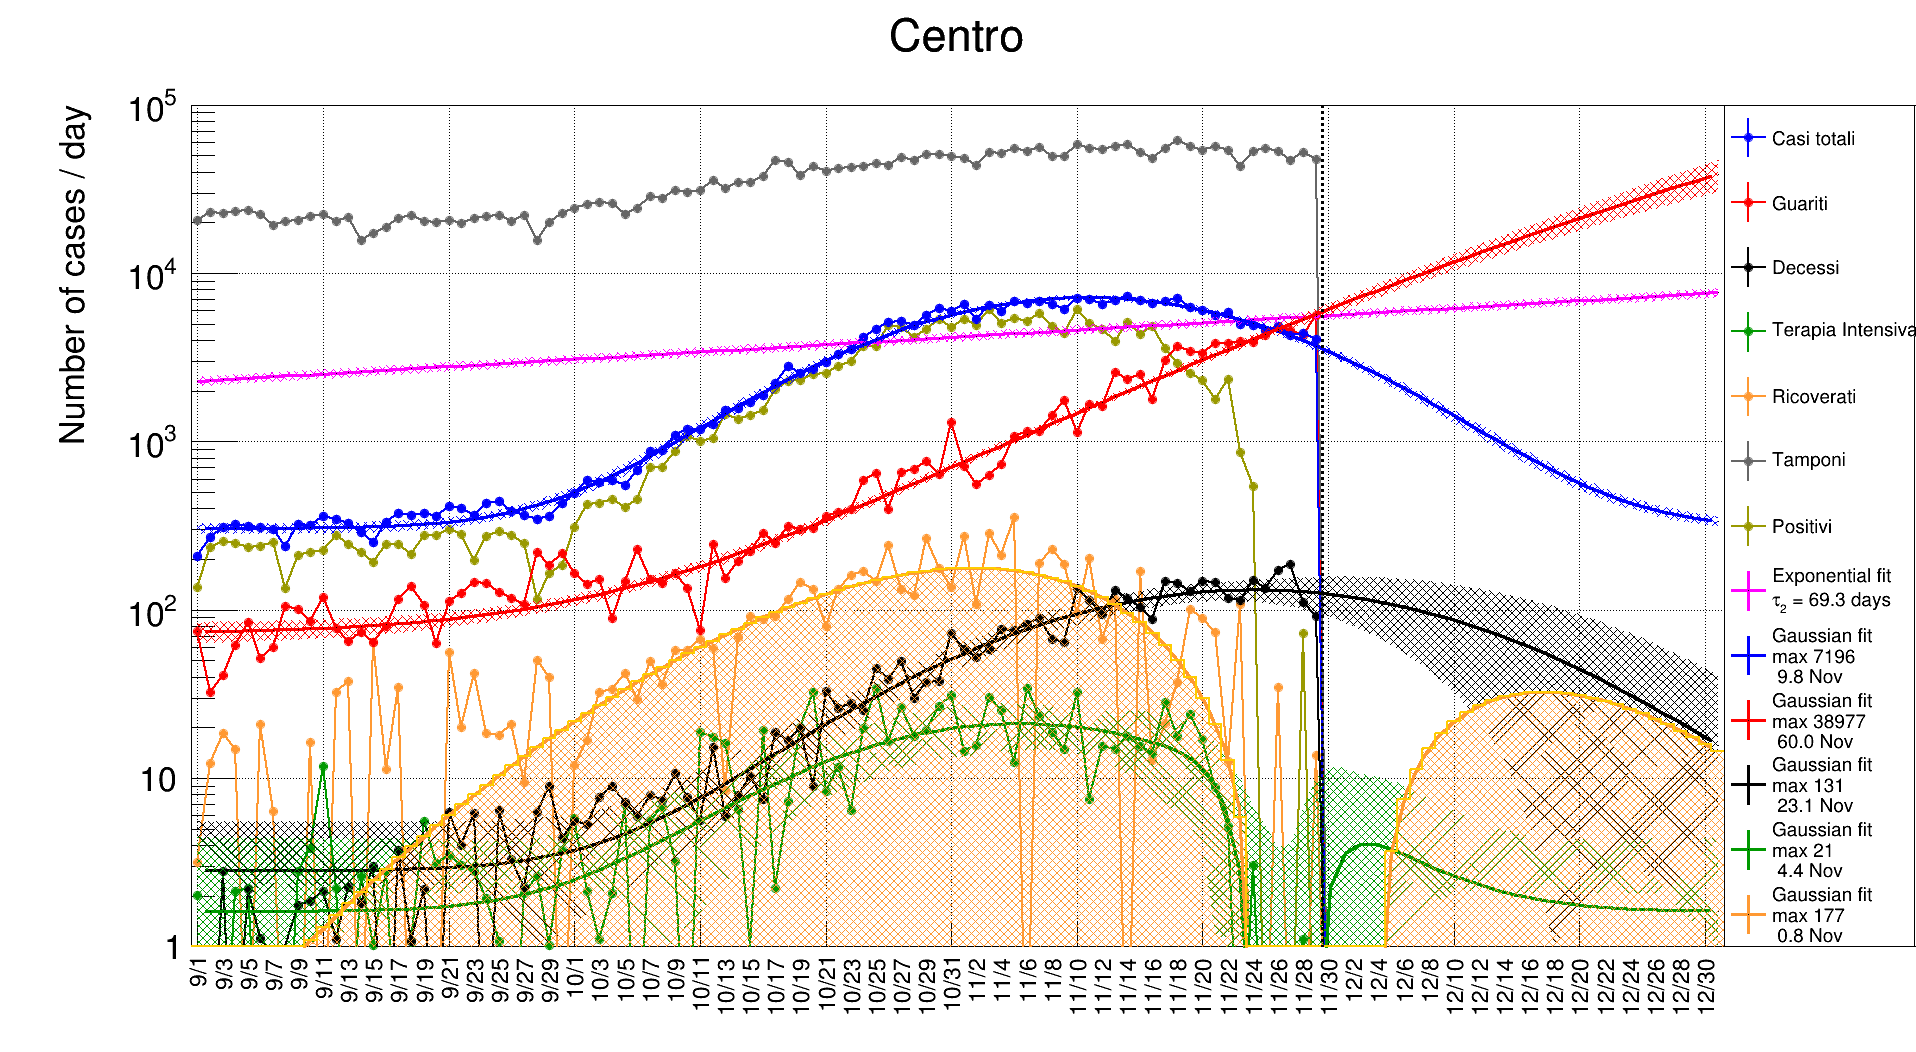 Centro
Number of cases / day
10^5
10^4
10^3
10^2
10
1
9/1
9/3
9/5
9/7
9/9
9/11
9/13
9/15
9/17
9/19
9/21
9/23
9/25
9/27
9/29
10/1
10/3
10/5
10/7
10/9
10/11
10/13
10/15
10/17
10/19
10/21
10/23
10/25
10/27
10/29
10/31
11/2
11/4
11/6
11/8
11/10
11/12
11/14
11/16
11/18
11/20
11/22
11/24
11/26
11/28
11/30
12/2
12/4
12/6
12/8
12/10
12/12
12/14
12/16
12/18
12/20
12/22
12/24
12/26
12/28
12/30
Casi totali
Guariti
Decessi
Terapia Intensiva
Ricoverati
Tamponi
Positivi
Exponential fit
τ2 = 69.3 days
Gaussian fit
max 7196
9.8 Nov
Gaussian fit
max 38977
60.0 Nov
Gaussian fit
max 131
23.1 Nov
Gaussian fit
max 21
4.4 Nov
Gaussian fit
max 177
0.8 Nov